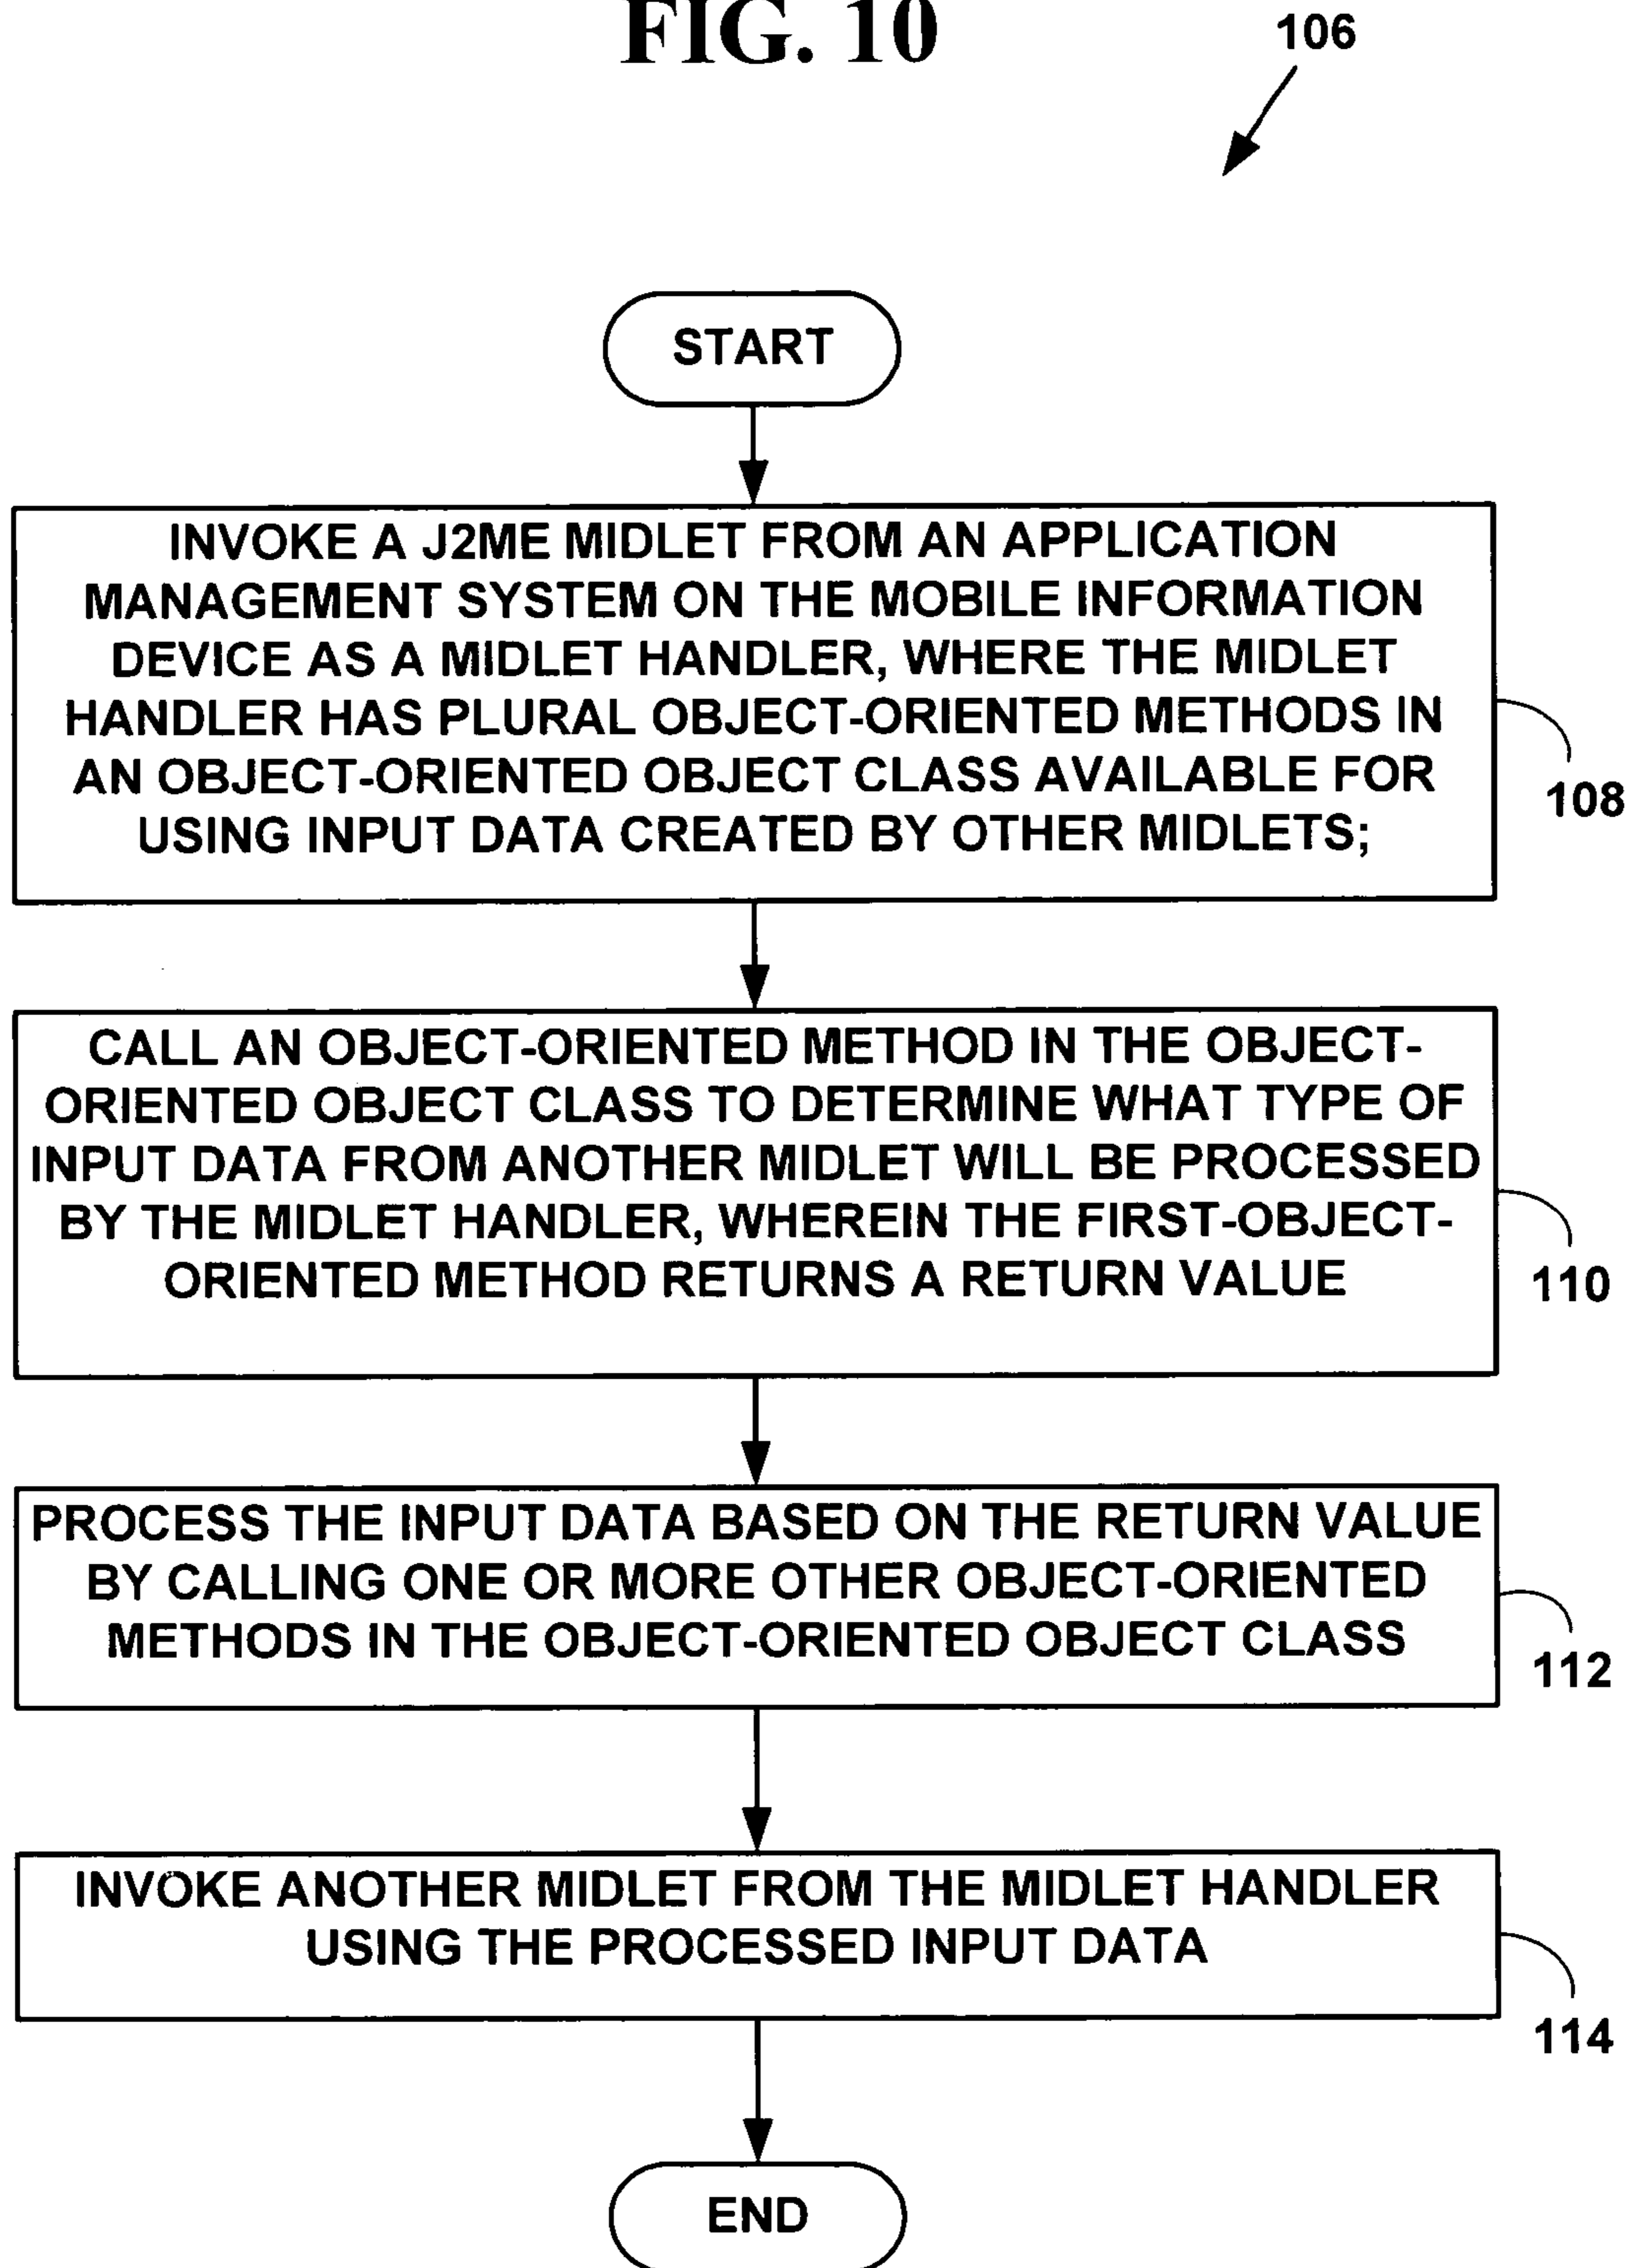 FIG. 10
106
START
INVOKE A J2ME MIDLET FROM AN APPLICATION
MANAGEMENT SYSTEM ON THE MOBILE INFORMATION
DEVICE AS A MIDLET HANDLER, WHERE THE MIDLET
HANDLER HAS PLURAL OBJECT-ORIENTED METHODS IN
AN OBJECT-ORIENTED OBJECT CLASS AVAILABLE FOR
USING INPUT DATA CREATED BY OTHER MIDLETS;
108
CALL AN OBJECT-ORIENTED METHOD IN THE OBJECT-
ORIENTED OBJECT CLASS TO DETERMINE WHAT TYPE OF
INPUT DATA FROM ANOTHER MIDLET WILL BE PROCESSED
BY THE MIDLET HANDLER, WHEREIN THE FIRST-OBJECT-
ORIENTED METHOD RETURNS A RETURN VALUE
110
PROCESS THE INPUT DATA BASED ON THE RETURN VALUE
BY CALLING ONE OR MORE OTHER OBJECT-ORIENTED
METHODS IN THE OBJECT-ORIENTED OBJECT CLASS
112
INVOKE ANOTHER MIDLET FROM THE MIDLET HANDLER
USING THE PROCESSED INPUT DATA
114
END